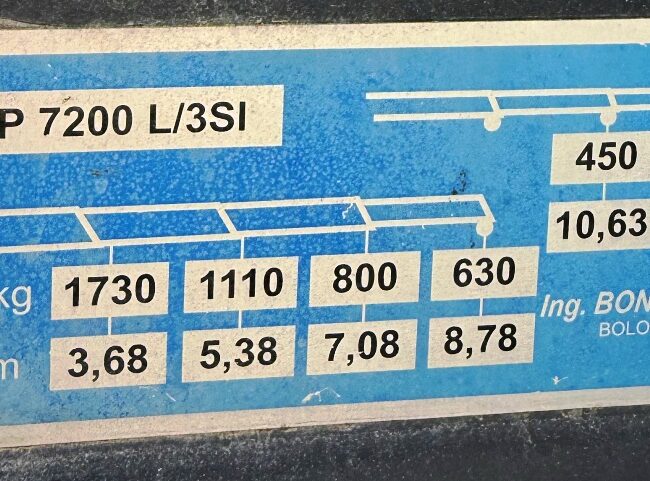 P 7200 L/3SI
450
10,63
kg 1730 1110 800 630
m 3,68 5,38 7,08 8,78
Ing. BON
BOLO